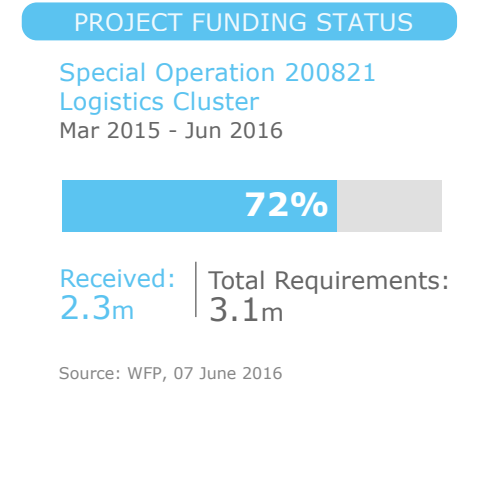 PROJECT FUNDING STATUS
Special Operation 200821
Logistics Cluster
Mar 2015 - Jun 2016
72%
Received:
2.3m
Total Requirements:
3.1m
Source: WFP, 07 June 2016